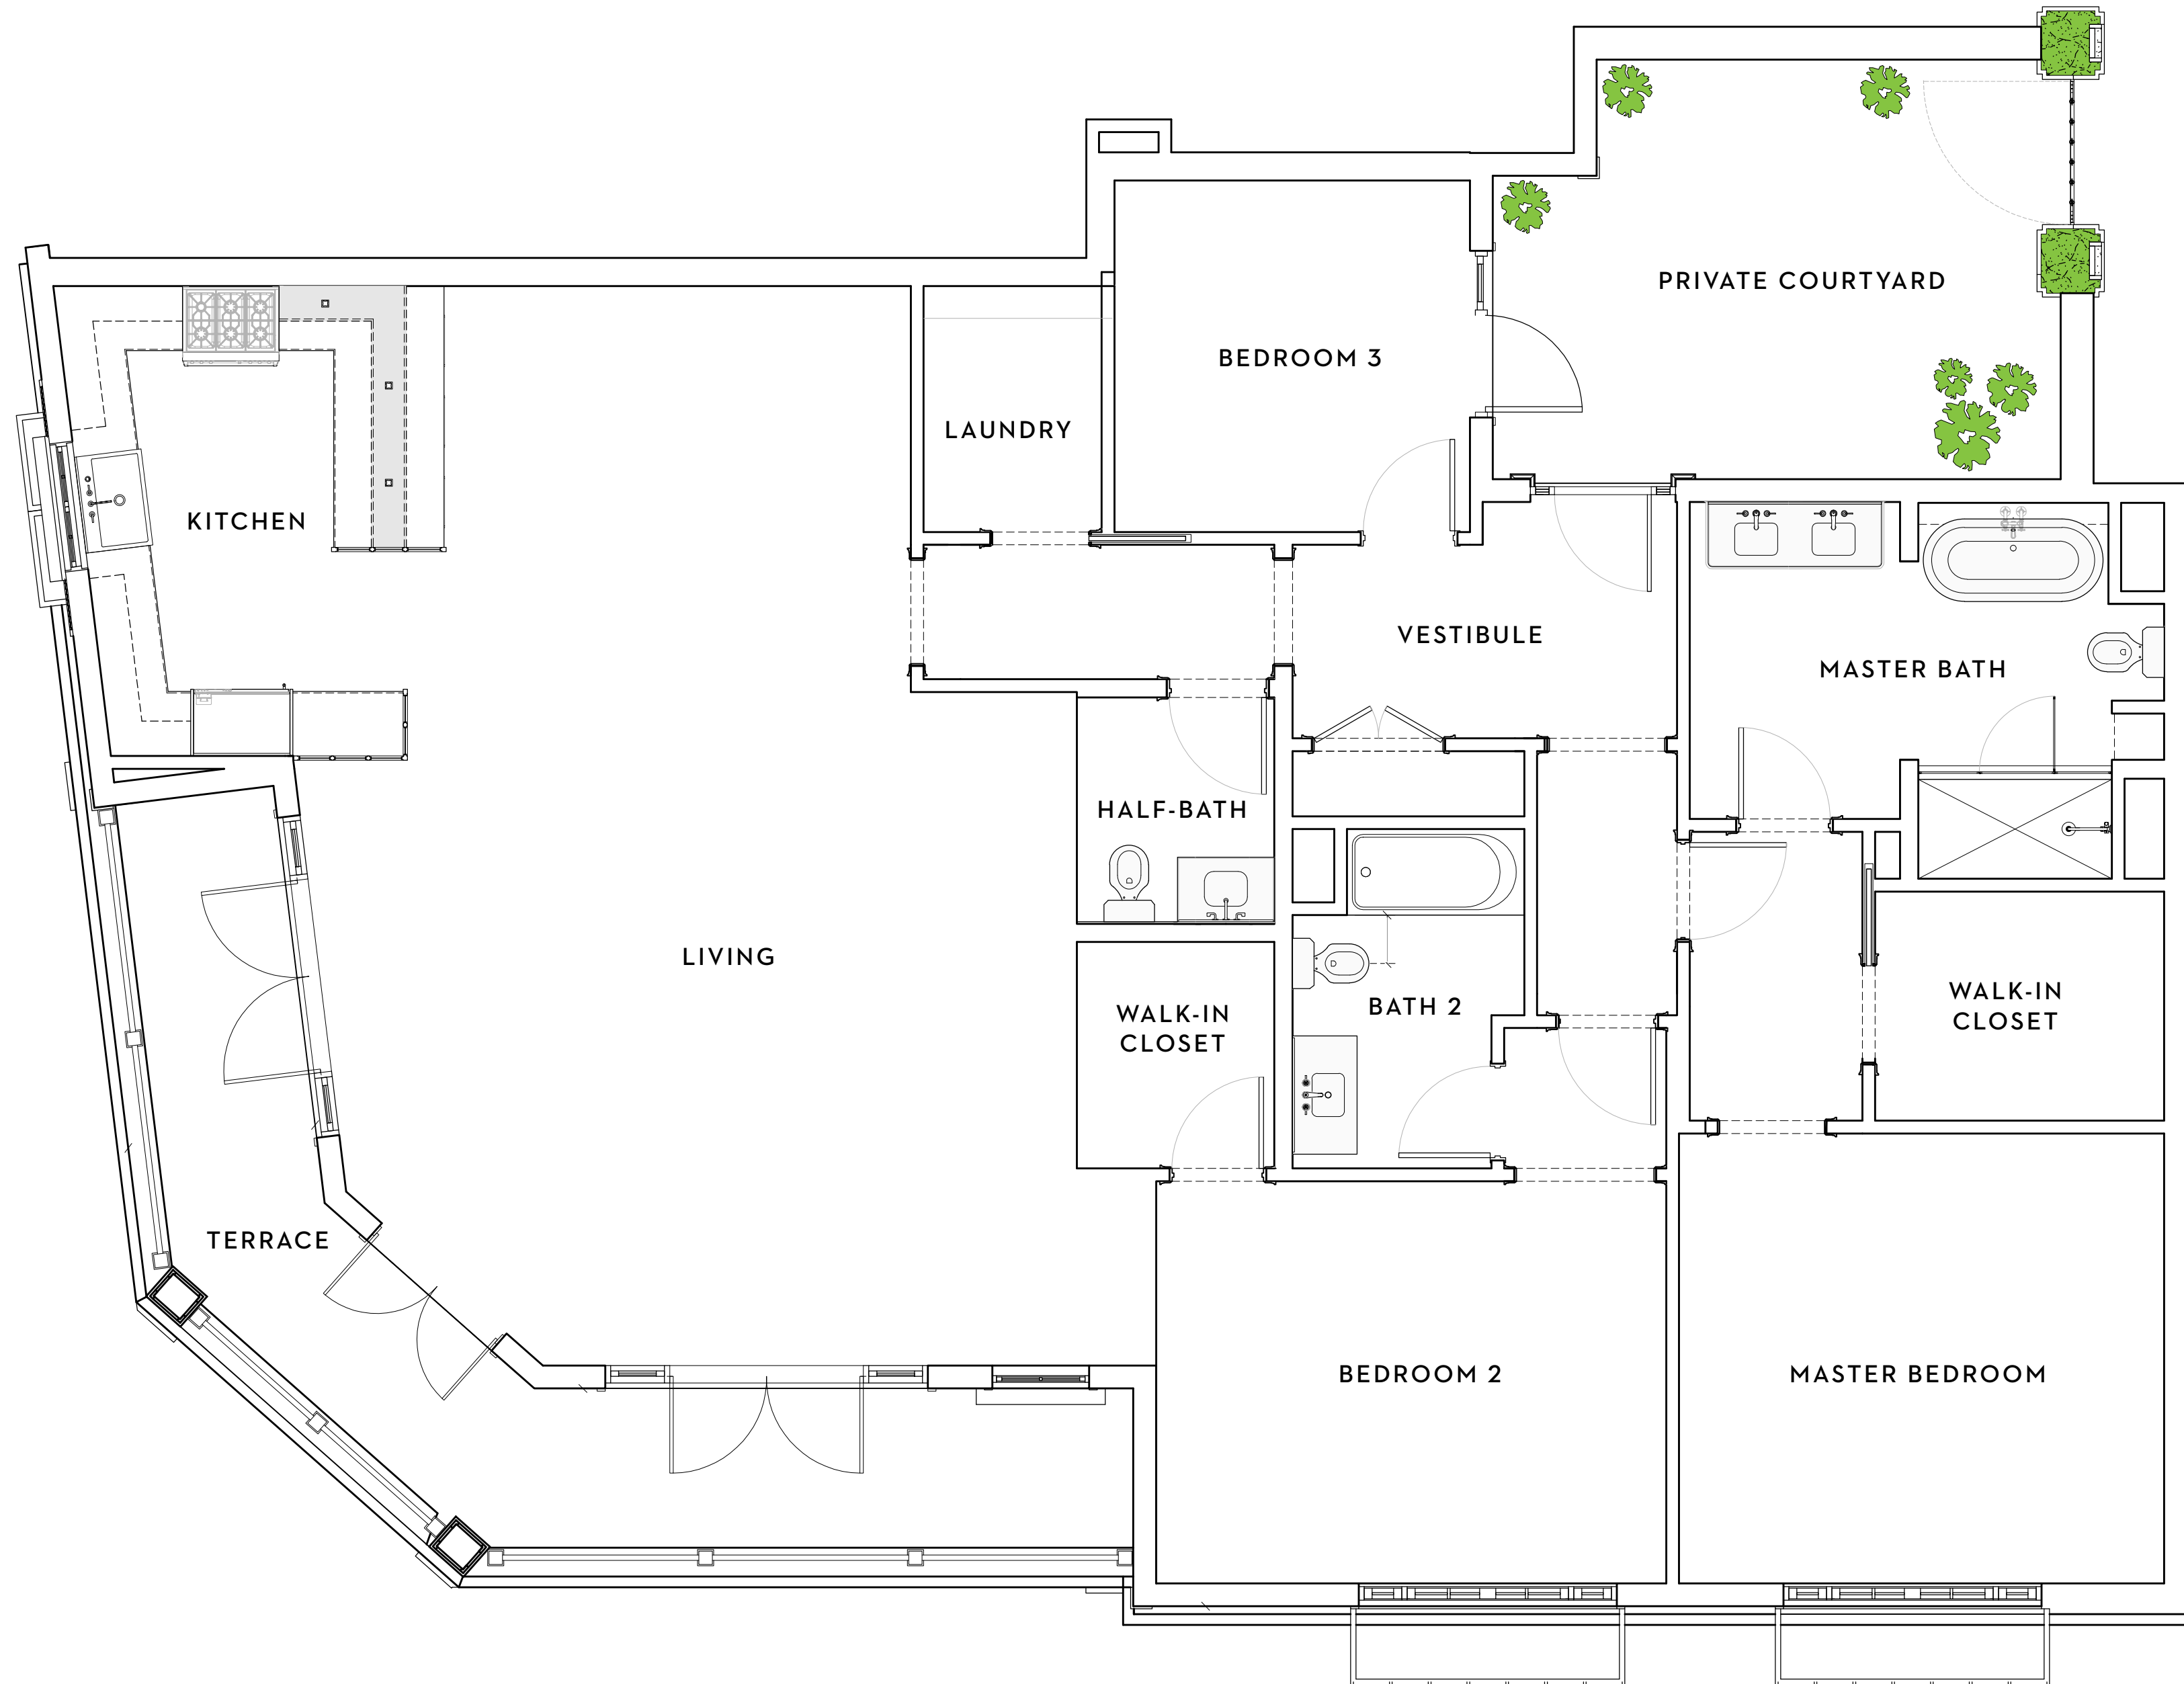 PRIVATE COURTYARD
BEDROOM 3
LAUNDRY
KITCHEN
VESTIBULE
MASTER BATH
HALF-BATH
LIVING
WALK-IN
CLOSET
BATH 2
WALK-IN
CLOSET
TERRACE
BEDROOM 2
MASTER BEDROOM